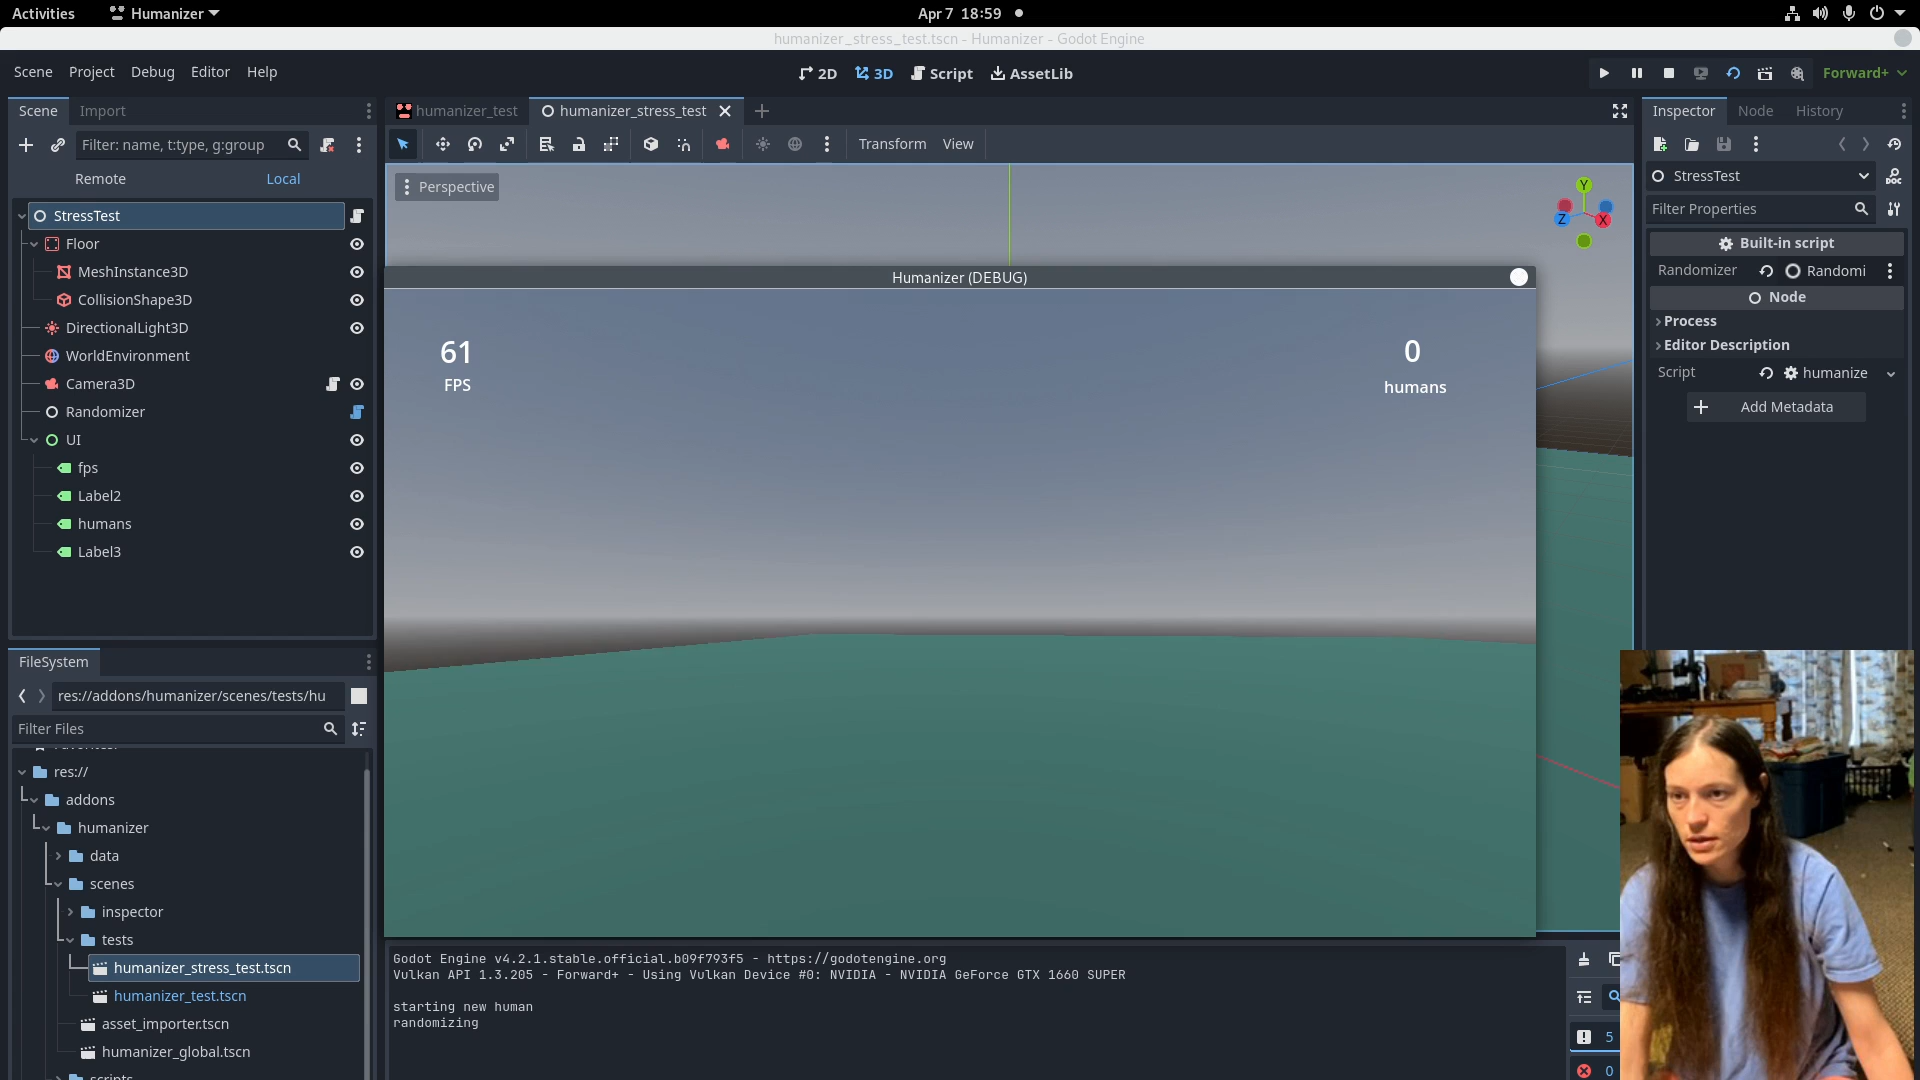 Activities
Humanizer
Apr 7 18:59
humanizer_stress_test.tscn - Humanizer - Godot Engine
Scene Project Debug Editor Help
2D 3D Script AssetLib
Forward+
Scene Import
humanizer_test
humanizer_stress_test
Inspector Node History
Filter: name, t:type, g:group
Transform View
Remote Local
Perspective
Y
Z
X
StressTest
Floor
MeshInstance3D
CollisionShape3D
DirectionalLight3D
WorldEnvironment
Camera3D
Randomizer
UI
fps
Label2
humans
Label3
Humanizer (DEBUG)
61
FPS
0
humans
StressTest
DOC
Filter Properties
Built-in script
Randomizer Randomi
Node
Process
Editor Description
Script humanize
Add Metadata
FileSystem
res://addons/humanizer/scenes/tests/hu
Filter Files
res://
addons
humanizer
data
scenes
inspector
tests
humanizer_stress_test.tscn
humanizer_test.tscn
asset_importer.tscn
humanizer_global.tscn
scripts
Godot Engine v4.2.1.stable.official.b09f793f5 - https://godotengine.org
Vulkan API 1.3.205 - Forward+ - Using Vulkan Device #0: NVIDIA - NVIDIA GeForce GTX 1660 SUPER
starting new human
randomizing
5
0